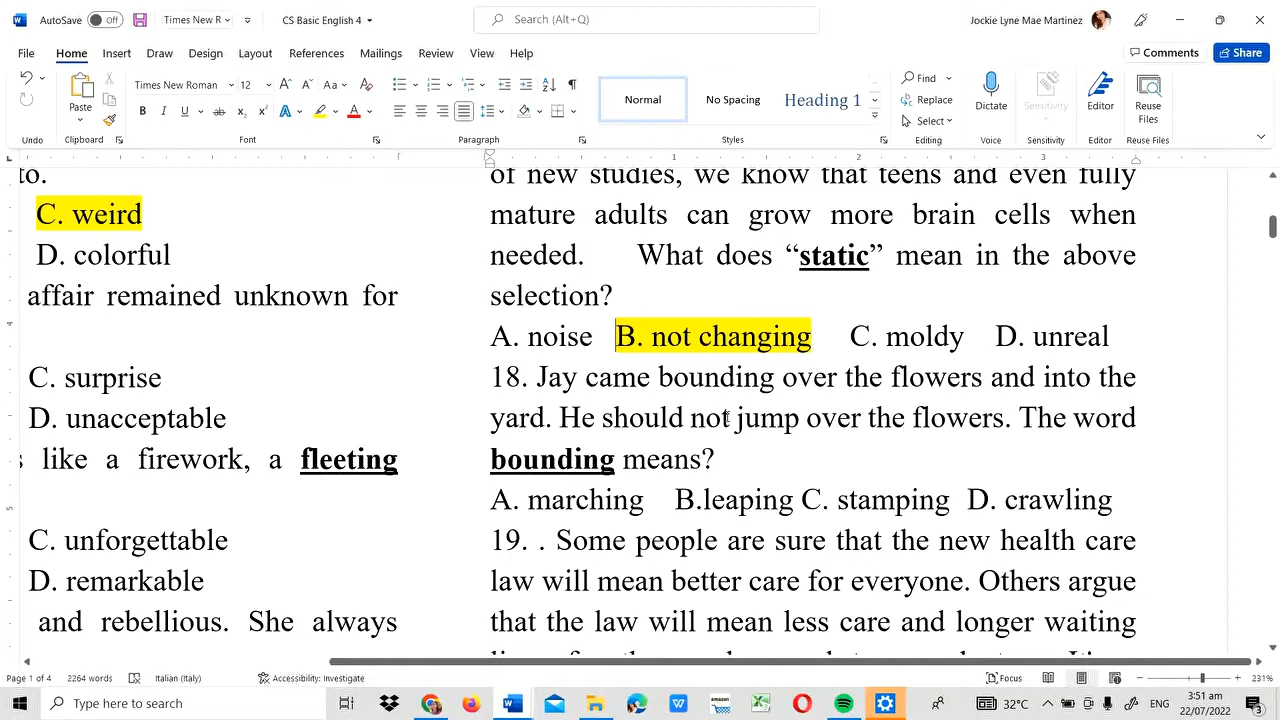 AutoSave Off Times New R CS Basic English 4 Search (Alt+Q) Jockie Lyne Mae Martinez
File Home Insert Draw Design Layout References Mailings Review View Help Comments Share
Times New Roman 12 Aa Find
Paste Normal No Spacing Heading 1 Replace Dictate Sensitivity Editor Reuse Files
Select
Undo Clipboard Font Paragraph Styles Editing Voice Sensitivity Editor Reuse Files
1 2 3
to.
C. weird
D. colorful
affair remained unknown for
C. surprise
D. unacceptable
like a firework, a fleeting
C. unforgettable
D. remarkable
and rebellious. She always
of new studies, we know that teens and even fully
mature adults can grow more brain cells when
needed. What does “static” mean in the above
selection?
A. noise B. not changing C. moldy D. unreal
18. Jay came bounding over the flowers and into the
yard. He should not jump over the flowers. The word
bounding means?
A. marching B.leaping C. stamping D. crawling
19. . Some people are sure that the new health care
law will mean better care for everyone. Others argue
that the law will mean less care and longer waiting
Page 1 of 4 2264 words Italian (Italy) Accessibility: Investigate Focus 231%
Type here to search 32°C ENG 3:51 am
22/07/2022